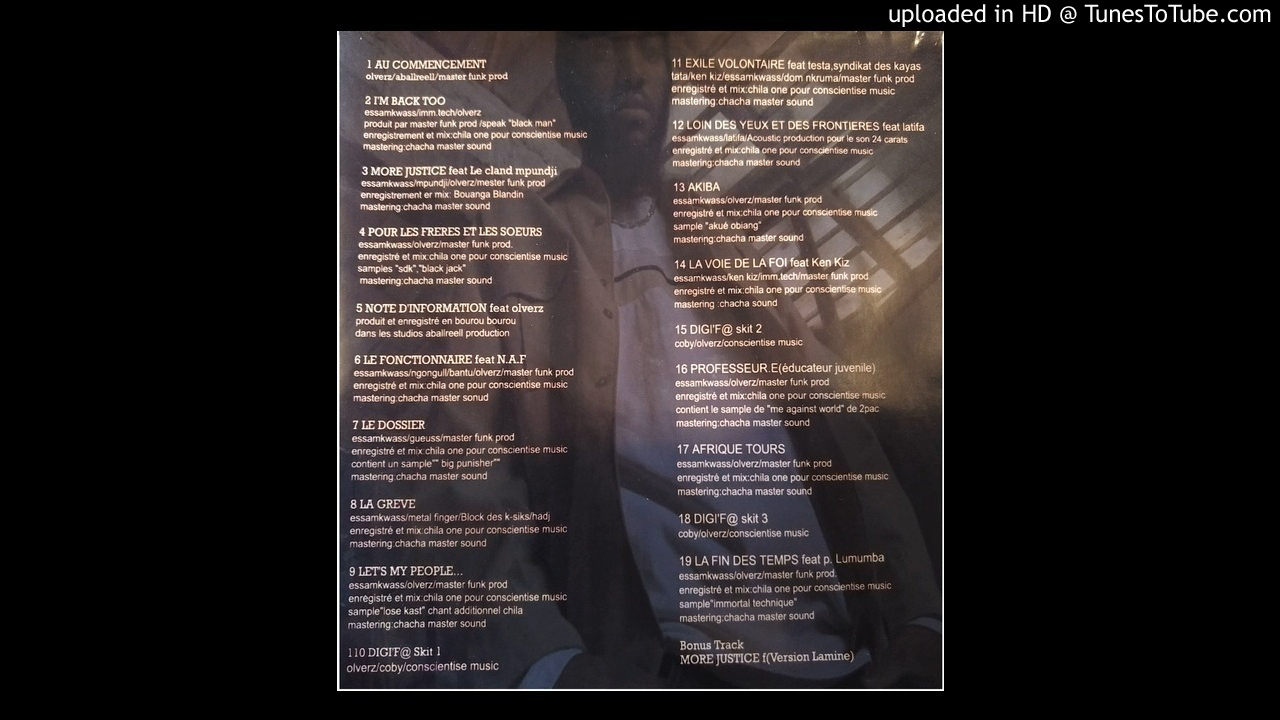 uploaded in HD @ TunesToTube.com
1 AU COMMENCEMENT
olverz/aballreell/master funk prod
2 I'M BACK TOO
essamkwass/imm.tech/olverz
produit par master funk prod /speak "black man"
enregistrement et mix:chila one pour conscientise music
mastering:chacha master sound
3 MORE JUSTICE feat Le cland mpundji
essamkwass/mpundji/olverz/mester funk prod
enregistrement er mix: Bouanga Blandin
mastering:chacha master sound
4 POUR LES FRERES ET LES SOEURS
essamkwass/olverz/master funk prod.
enregistré et mix:chila one pour conscientise music
samples "sdk","black jack"
mastering:chacha master sound
5 NOTE D'INFORMATION feat olverz
produit et enregistré en bourou bourou
dans les studios aballreell production
6 LE FONCTIONNAIRE feat N.A.F
essamkwass/ngongull/bantu/olverz/master funk prod
enregistré et mix:chila one pour conscientise music
mastering:chacha master sonud
7 LE DOSSIER
essamkwass/gueuss/master funk prod
enregistré et mix:chila one pour conscientise music
contient un sample"" big punisher""
mastering:chacha master sound
8 LA GREVE
essamkwass/metal finger/Block des k-siks/hadj
enregistré et mix:chila one pour conscientise music
mastering:chacha master sound
9 LET'S MY PEOPLE...
essamkwass/olverz/master funk prod
enregistré et mix:chila one pour conscientise music
sample"lose kast" chant additionnel chila
mastering:chacha master sound
110 DIGI'F@ Skit 1
olverz/coby/conscientise music
11 EXILE VOLONTAIRE feat testa,syndikat des kayas
tata/ken kiz/essamkwass/dom nkruma/master funk prod
enregistré et mix:chila one pour conscientise music
mastering:chacha master sound
12 LOIN DES YEUX ET DES FRONTIERES feat latifa
essamkwass/latifa/Acoustic production pour le son 24 carats
enregistré et mix:chila one pour conscientise music
mastering:chacha master sound
13 AKIBA
essamkwass/olverz/master funk prod
enregistré et mix:chila one pour conscientise music
sample "akué obiang"
mastering:chacha master sound
14 LA VOIE DE LA FOI feat Ken Kiz
essamkwass/ken kiz/imm.tech/master funk prod
enregistré et mix:chila one pour conscientise music
mastering :chacha sound
15 DIGI'F@ skit 2
coby/olverz/conscientise music
16 PROFESSEUR.E(éducateur juvenile)
essamkwass/olverz/master funk prod
enregistré et mix:chila one pour conscientise music
contient le sample de "me against world" de 2pac
mastering:chacha master sound
17 AFRIQUE TOURS
essamkwass/olverz/master funk prod
enregistré et mix:chila one pour conscientise music
mastering:chacha master sound
18 DIGI'F@ skit 3
coby/olverz/conscientise music
19 LA FIN DES TEMPS feat p. Lumumba
essamkwass/olverz/master funk prod.
enregistré et mix:chila one pour conscientise music
sample"immortal technique"
mastering:chacha master sound
Bonus Track
MORE JUSTICE f(Version Lamine)